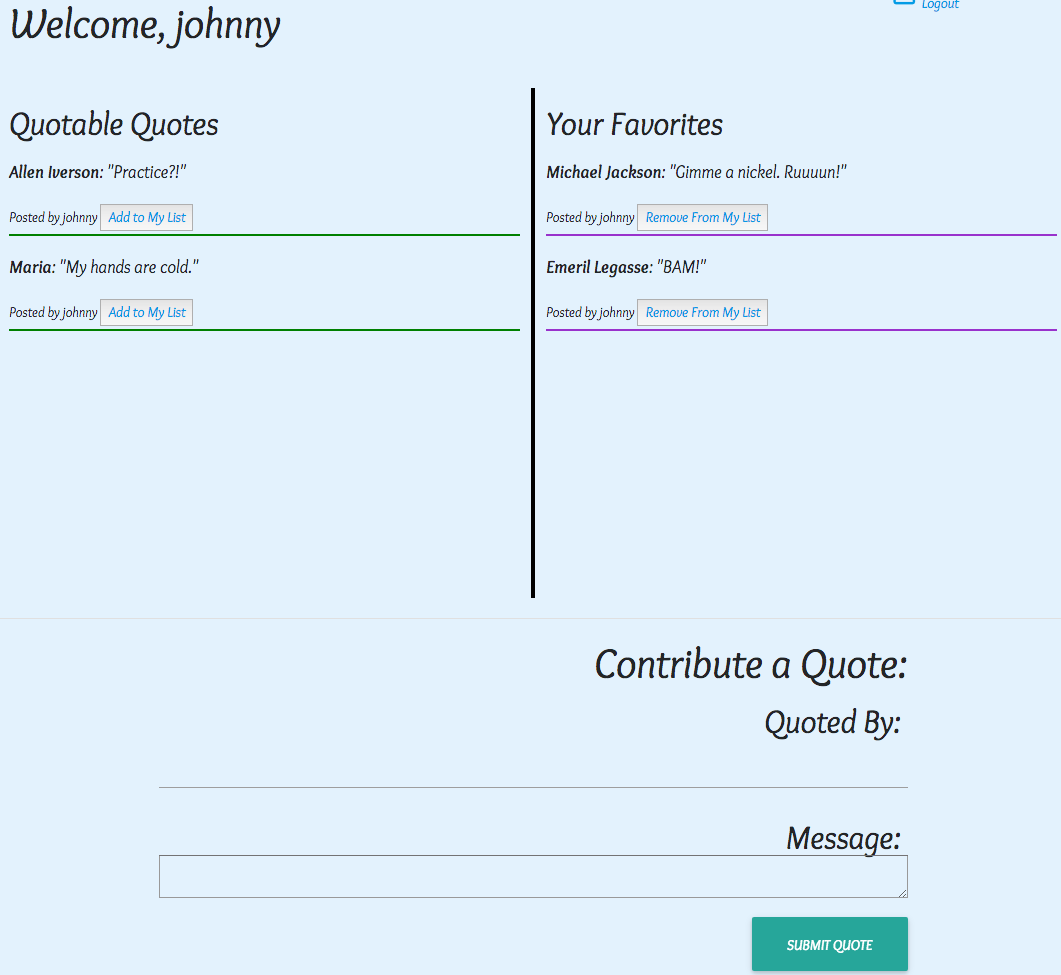 Logout
Welcome, johnny
Quotable Quotes
Allen Iverson: "Practice?!"
Posted by johnny Add to My List
Maria: "My hands are cold."
Posted by johnny Add to My List
Your Favorites
Michael Jackson: "Gimme a nickel. Ruuuun!"
Posted by johnny Remove From My List
Emeril Legasse: "BAM!"
Posted by johnny Remove From My List
Contribute a Quote:
Quoted By:
Message:
SUBMIT QUOTE